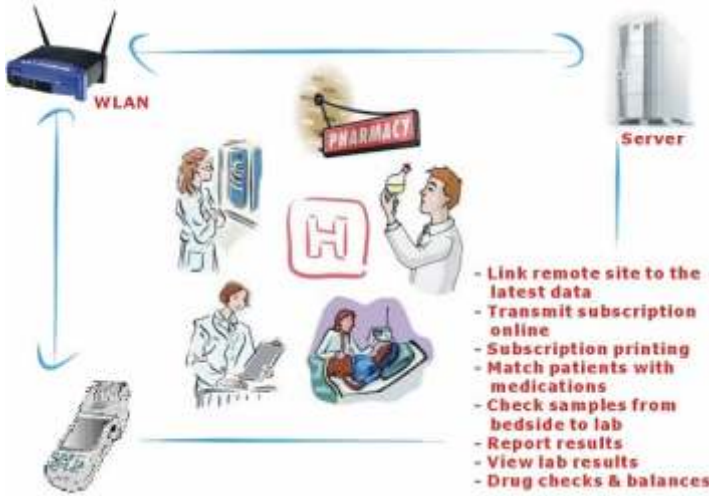 WLAN
PHARMACY
Server
H
- Link remote site to the
latest data
- Transmit subscription
online
- Subscription printing
- Match patients with
medications
- Check samples from
bedside to lab
- Report results
- View lab results
- Drug checks & balances